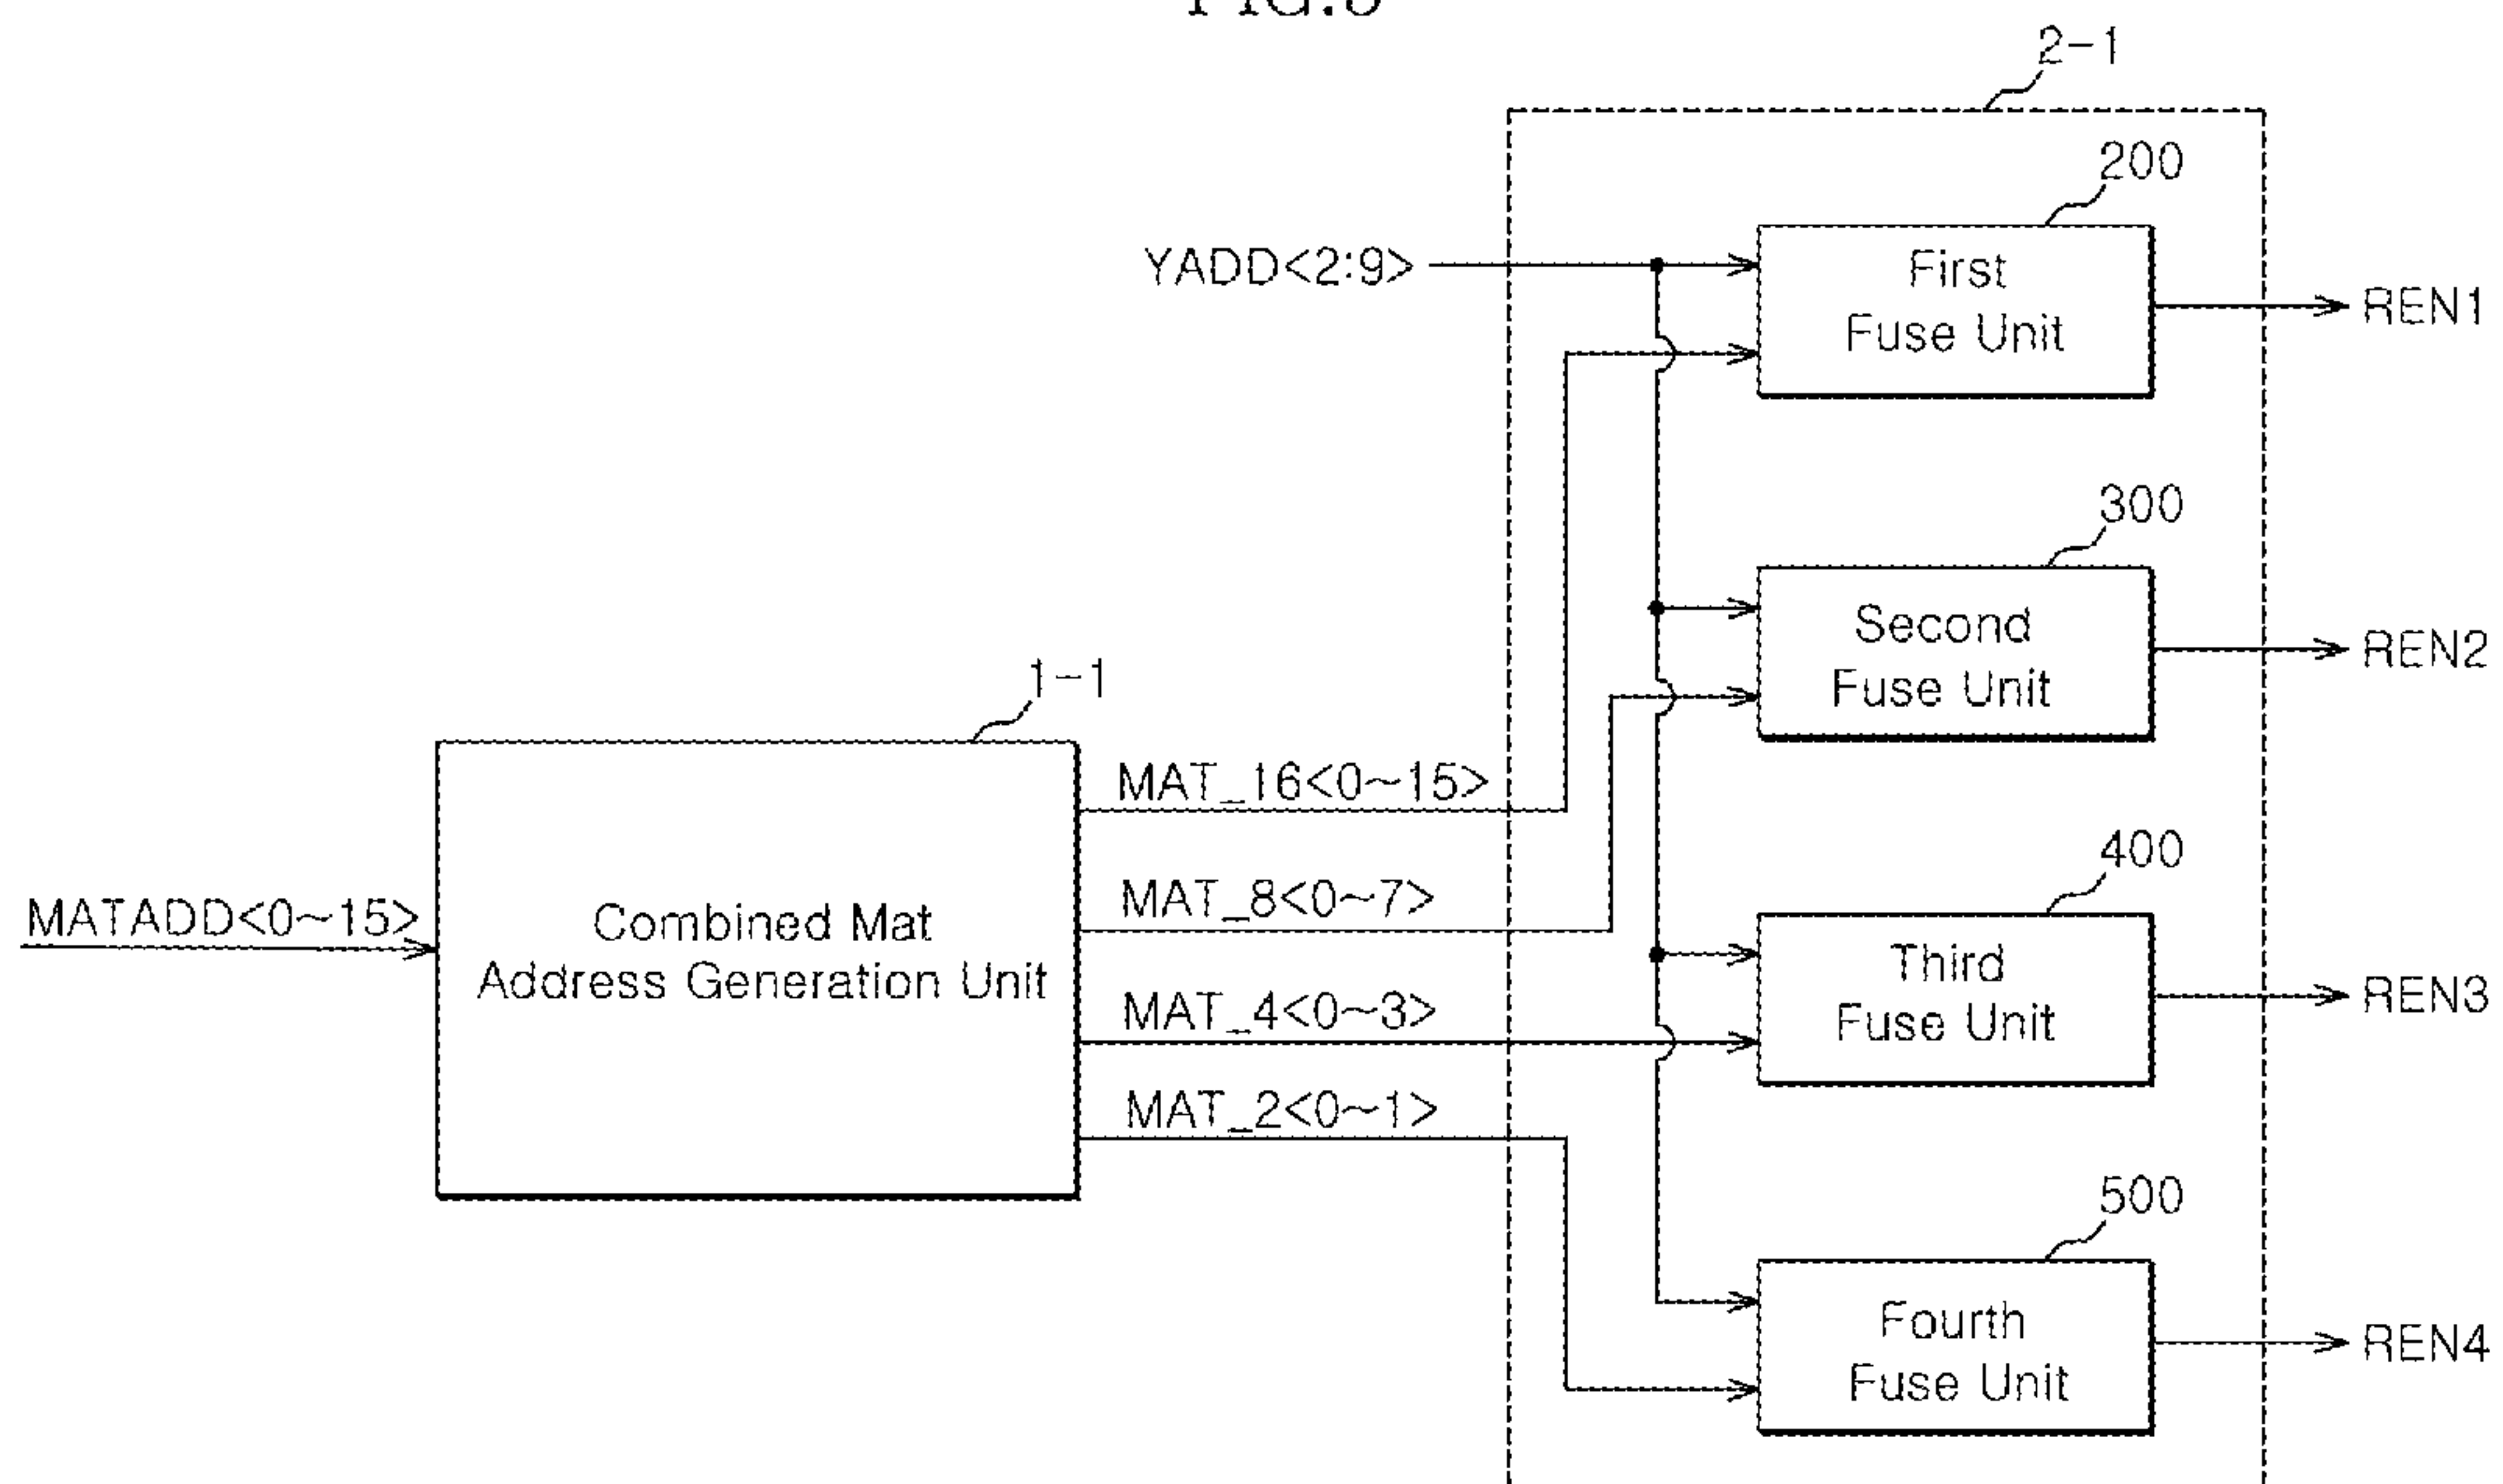 2-1
200
YADD<2:9>
First
Fuse Unit
REN1
300
Second
Fuse Unit
REN2
1-1
MAT_16<0~15>
MAT_8<0~7>
400
MATADD<0~15>
Combined Mat
Address Generation Unit
Third
Fuse Unit
REN3
MAT_4<0~3>
MAT_2<0~1>
500
Fourth
Fuse Unit
REN4